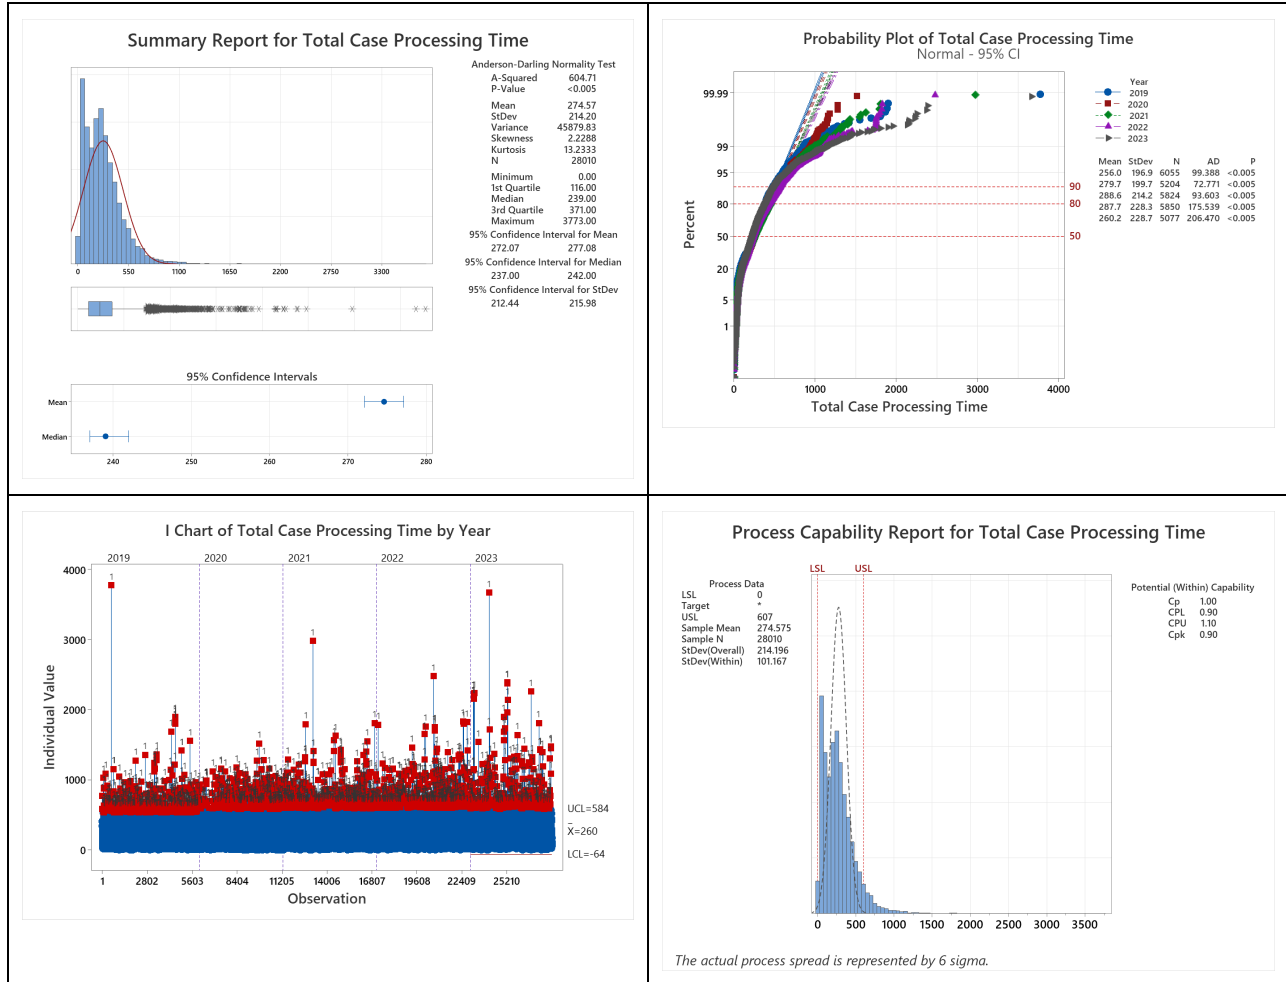 Summary Report for Total Case Processing Time
Anderson-Darling Normality Test
A-Squared 604.71
P-Value <0.005
Mean 274.57
StDev 214.20
Variance 45879.83
Skewness 2.2288
Kurtosis 13.2333
N 28010
Minimum 0.00
1st Quartile 116.00
Median 239.00
3rd Quartile 371.00
Maximum 3773.00
95% Confidence Interval for Mean
272.07 277.08
95% Confidence Interval for Median
237.00 242.00
95% Confidence Interval for StDev
212.44 215.98
0 550 1100 1650 2200 2750 3300
95% Confidence Intervals
Mean
Median
240 250 260 270 280
Probability Plot of Total Case Processing Time
Normal - 95% CI
99.99
99
95
80
50
20
5
1
Percent
90
80
50
0 1000 2000 3000 4000
Total Case Processing Time
Year
2019
2020
2021
2022
2023
Mean StDev N AD P
256.0 196.9 6055 99.388 <0.005
279.7 199.7 5204 72.771 <0.005
288.6 214.2 5824 93.603 <0.005
287.7 228.3 5850 175.539 <0.005
260.2 228.7 5077 206.470 <0.005
I Chart of Total Case Processing Time by Year
2019 2020 2021 2022 2023
4000
3000
2000
1000
0
Individual Value
UCL=584
X=260
LCL=-64
1 2802 5603 8404 11205 14006 16807 19608 22409 25210
Observation
Process Capability Report for Total Case Processing Time
LSL USL
Process Data
LSL 0
Target *
USL 607
Sample Mean 274.575
Sample N 28010
StDev(Overall) 214.196
StDev(Within) 101.167
Potential (Within) Capability
Cp 1.00
CPL 0.90
CPU 1.10
Cpk 0.90
0 500 1000 1500 2000 2500 3000 3500
The actual process spread is represented by 6 sigma.